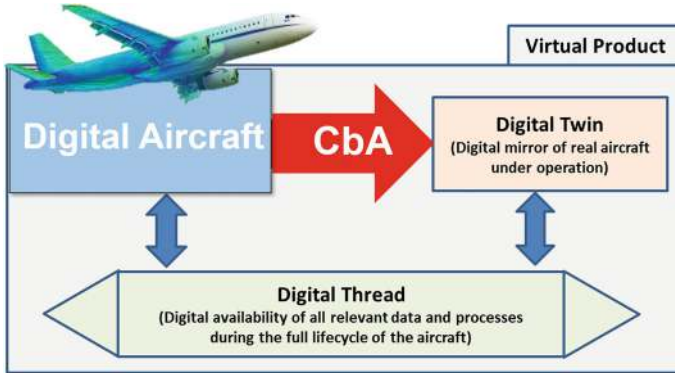 Virtual Product
Digital Aircraft
CbA
Digital Twin
(Digital mirror of real aircraft
under operation)
Digital Thread
(Digital availability of all relevant data and processes
during the full lifecycle of the aircraft)